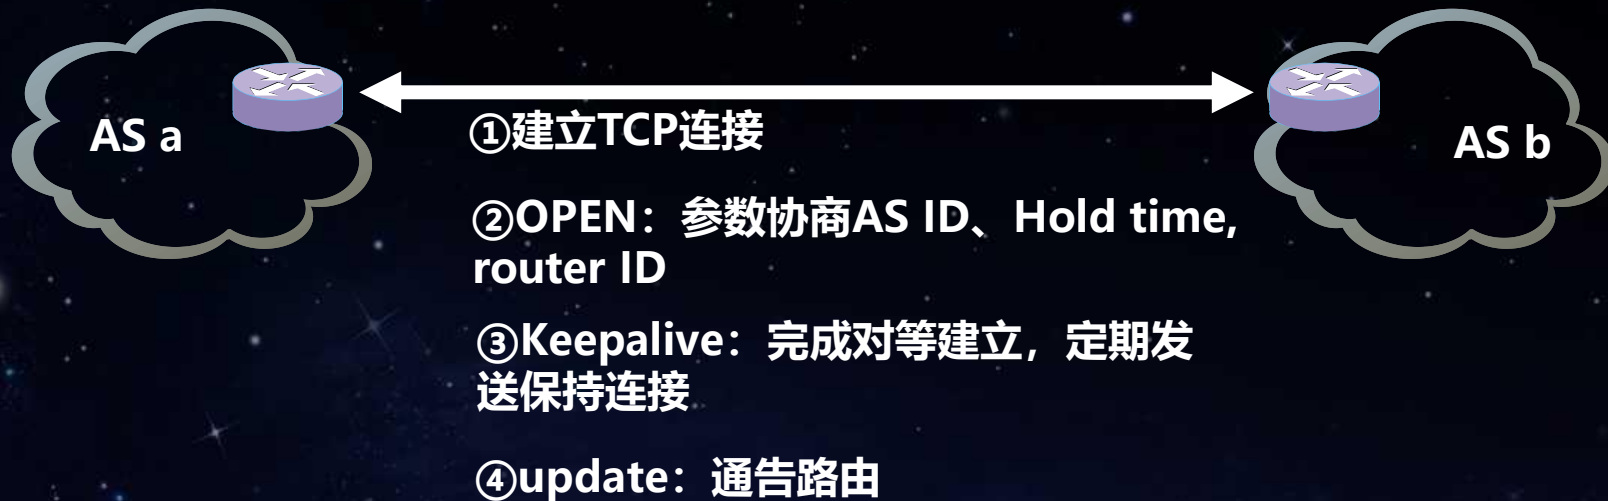 AS a
AS b
①建立TCP连接
②OPEN：参数协商AS ID、Hold time,
router ID
③Keepalive：完成对等建立，定期发
送保持连接
④update：通告路由